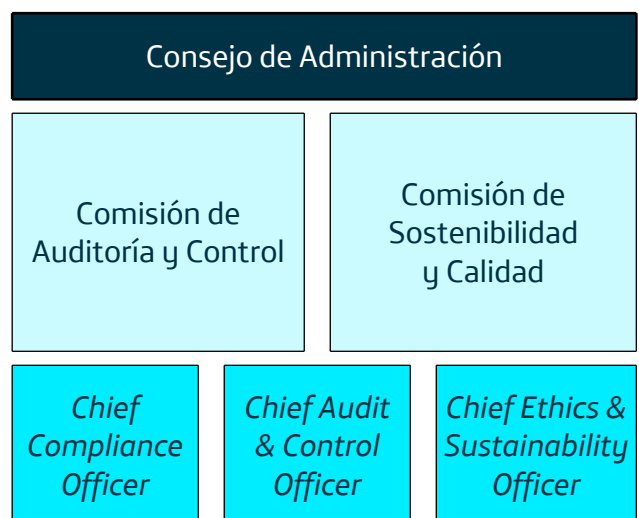 Consejo de Administración
Comisión de
Auditoría y Control
Comisión de
Sostenibilidad
y Calidad
Chief
Compliance
Officer
Chief Audit
& Control
Officer
Chief Ethics &
Sustainability
Officer